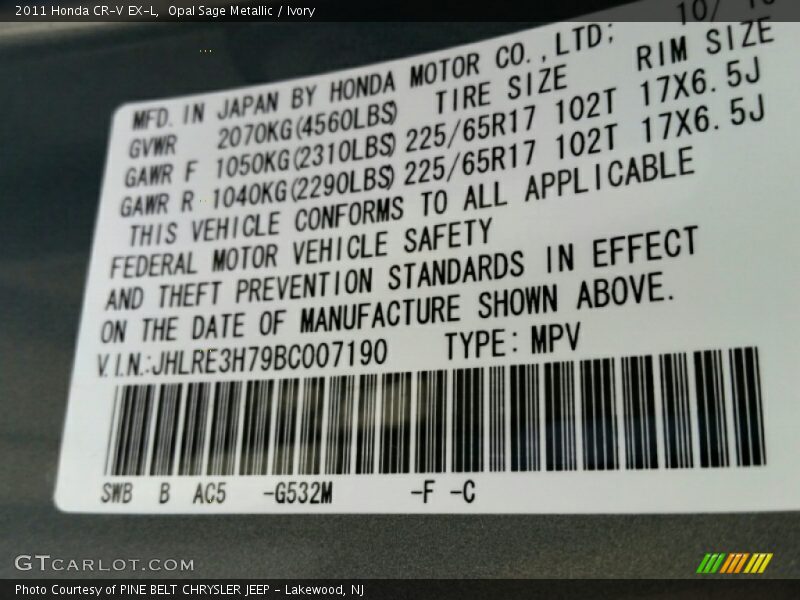 2011 Honda CR-V EX-L,  Opal Sage Metallic / Ivory
10/ 10
MFD. IN JAPAN BY HONDA MOTOR CO.,LTD:
GVWR 2070KG(4560LBS) TIRE SIZE RIM SIZE
GAWR F 1050KG(2310LBS) 225/65R17 102T 17X6.5J
GAWR R 1040KG(2290LBS) 225/65R17 102T 17X6.5J
THIS VEHICLE CONFORMS TO ALL APPLICABLE
FEDERAL MOTOR VEHICLE SAFETY
AND THEFT PREVENTION STANDARDS IN EFFECT
ON THE DATE OF MANUFACTURE SHOWN ABOVE.
V.I.N.:JHLRE3H79BC007190 TYPE: MPV
SWB B AC5 -G532M -F -C
GTCARLOT.COM
Photo Courtesy of PINE BELT CHRYSLER JEEP - Lakewood, NJ